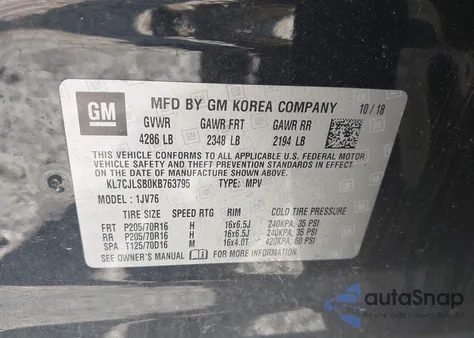 GM
MFD BY GM KOREA COMPANY
10 / 18
GVWR GAWR FRT GAWR RR
4286 LB 2348 LB 2194 LB
THIS VEHICLE CONFORMS TO ALL APPLICABLE U.S. FEDERAL MOTOR
VEHICLE SAFETY, BUMPER, AND THEFT PREVENTION STANDARDS IN
EFFECT ON THE DATE OF MANUFACTURE SHOWN ABOVE.
KL7CJLSB0KB763795 TYPE: MPV
MODEL: 1JV76
TIRE SIZE SPEED RTG RIM COLD TIRE PRESSURE
FRT P205/70R16 H 16x6.5J 240KPA, 35 PSI
RR P205/70R16 H 16x6.5J 240KPA, 35 PSI
SPA T125/70D16 M 16x4.0T 420KPA, 60 PSI
SEE OWNER'S MANUAL
autoSnap